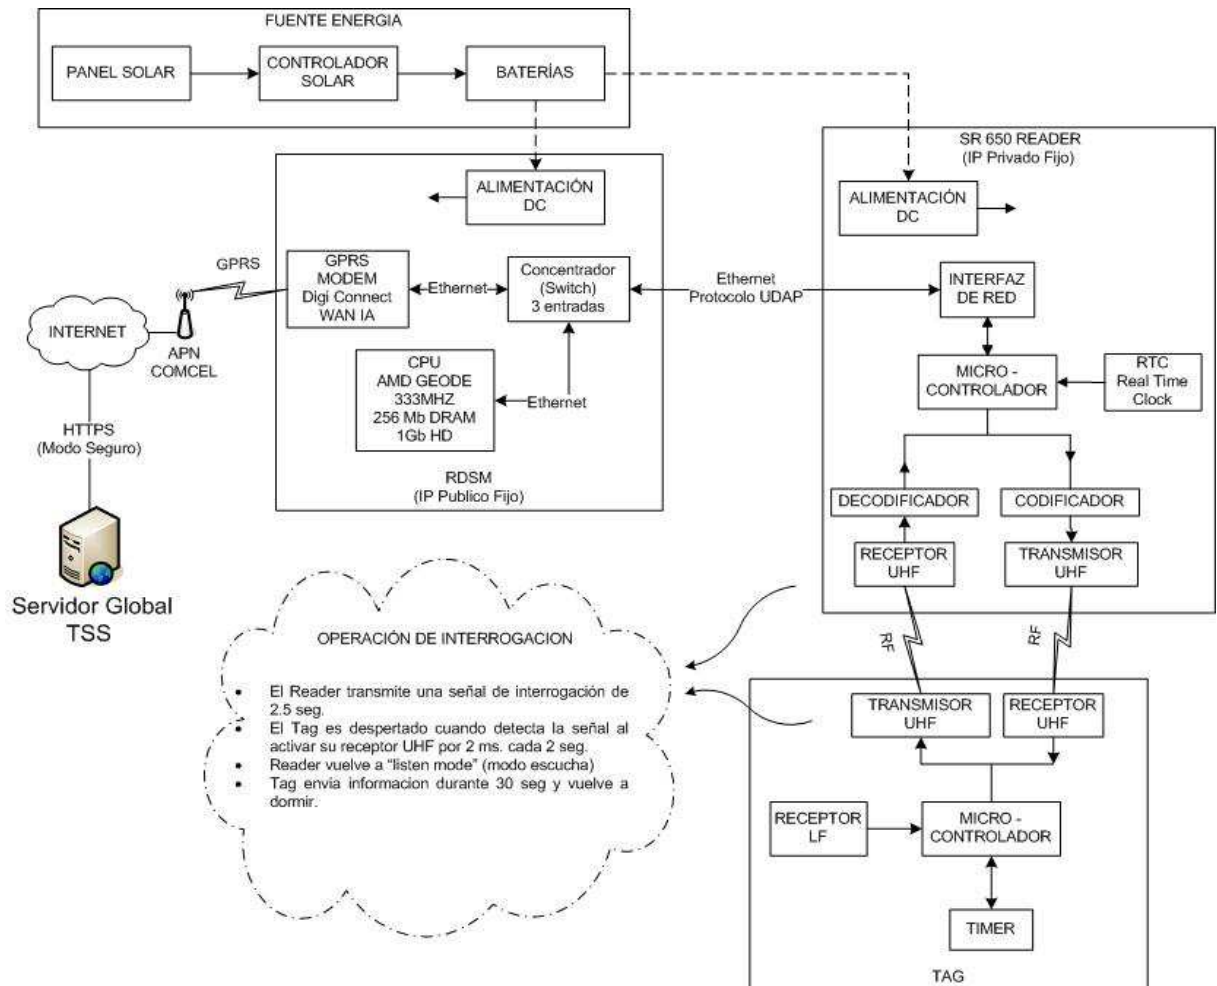 FUENTE ENERGIA
PANEL SOLAR
CONTROLADOR
SOLAR
BATERÍAS
SR 650 READER
(IP Privado Fijo)
ALIMENTACIÓN
DC
ALIMENTACIÓN
DC
GPRS
GPRS
MODEM
Digi Connect
WAN IA
Ethernet
Concentrador
(Switch)
3 entradas
Ethernet
Protocolo UDAP
INTERFAZ
DE RED
INTERNET
APN
COMCEL
CPU
AMD GEODE
333MHZ
256 Mb DRAM
1Gb HD
Ethernet
MICRO -
CONTROLADOR
RTC
Real Time
Clock
HTTPS
(Modo Seguro)
RDSM
(IP Publico Fijo)
DECODIFICADOR
CODIFICADOR
RECEPTOR
UHF
TRANSMISOR
UHF
Servidor Global
TSS
OPERACIÓN DE INTERROGACION
• El Reader transmite una señal de interrogación de
2.5 seg.
• El Tag es despertado cuando detecta la señal al
activar su receptor UHF por 2 ms. cada 2 seg.
• Reader vuelve a “listen mode” (modo escucha)
• Tag envia informacion durante 30 seg y vuelve a
dormir.
RF
RF
TRANSMISOR
UHF
RECEPTOR
UHF
RECEPTOR
LF
MICRO -
CONTROLADOR
TIMER
TAG